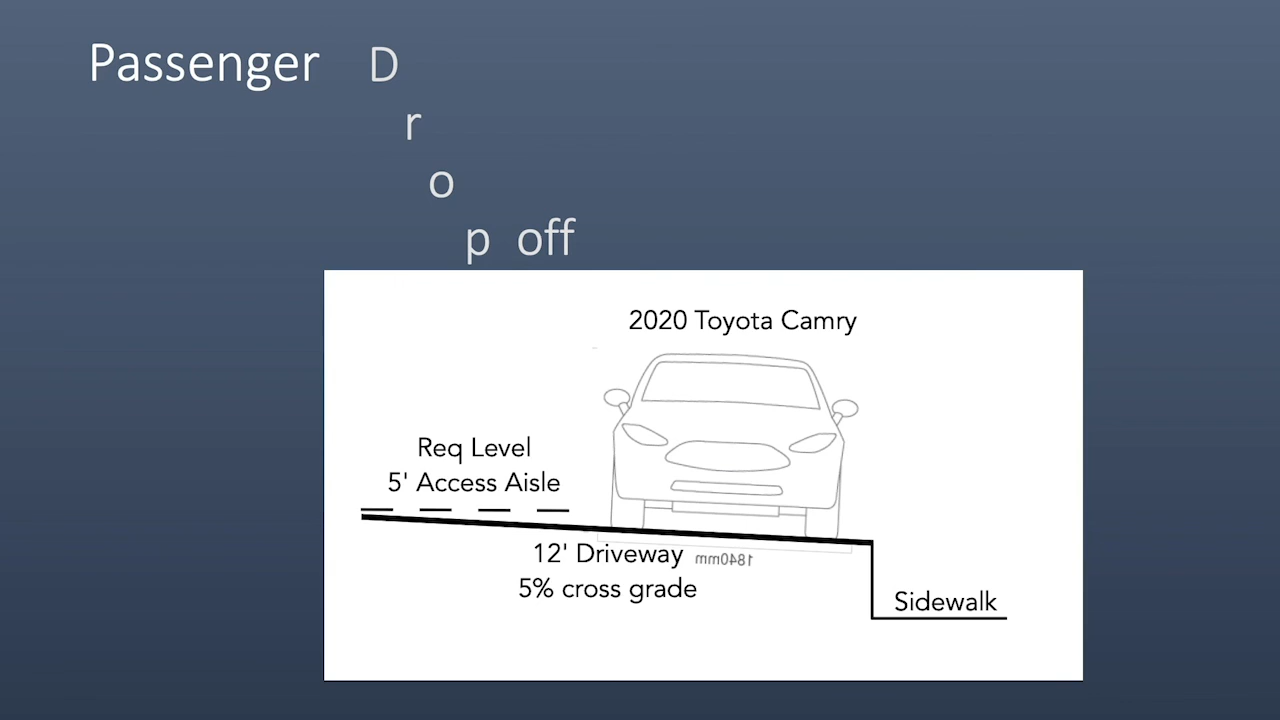 Passenger D
r
o
p off
2020 Toyota Camry
Req Level
5' Access Aisle
12' Driveway
1840mm
5% cross grade
Sidewalk